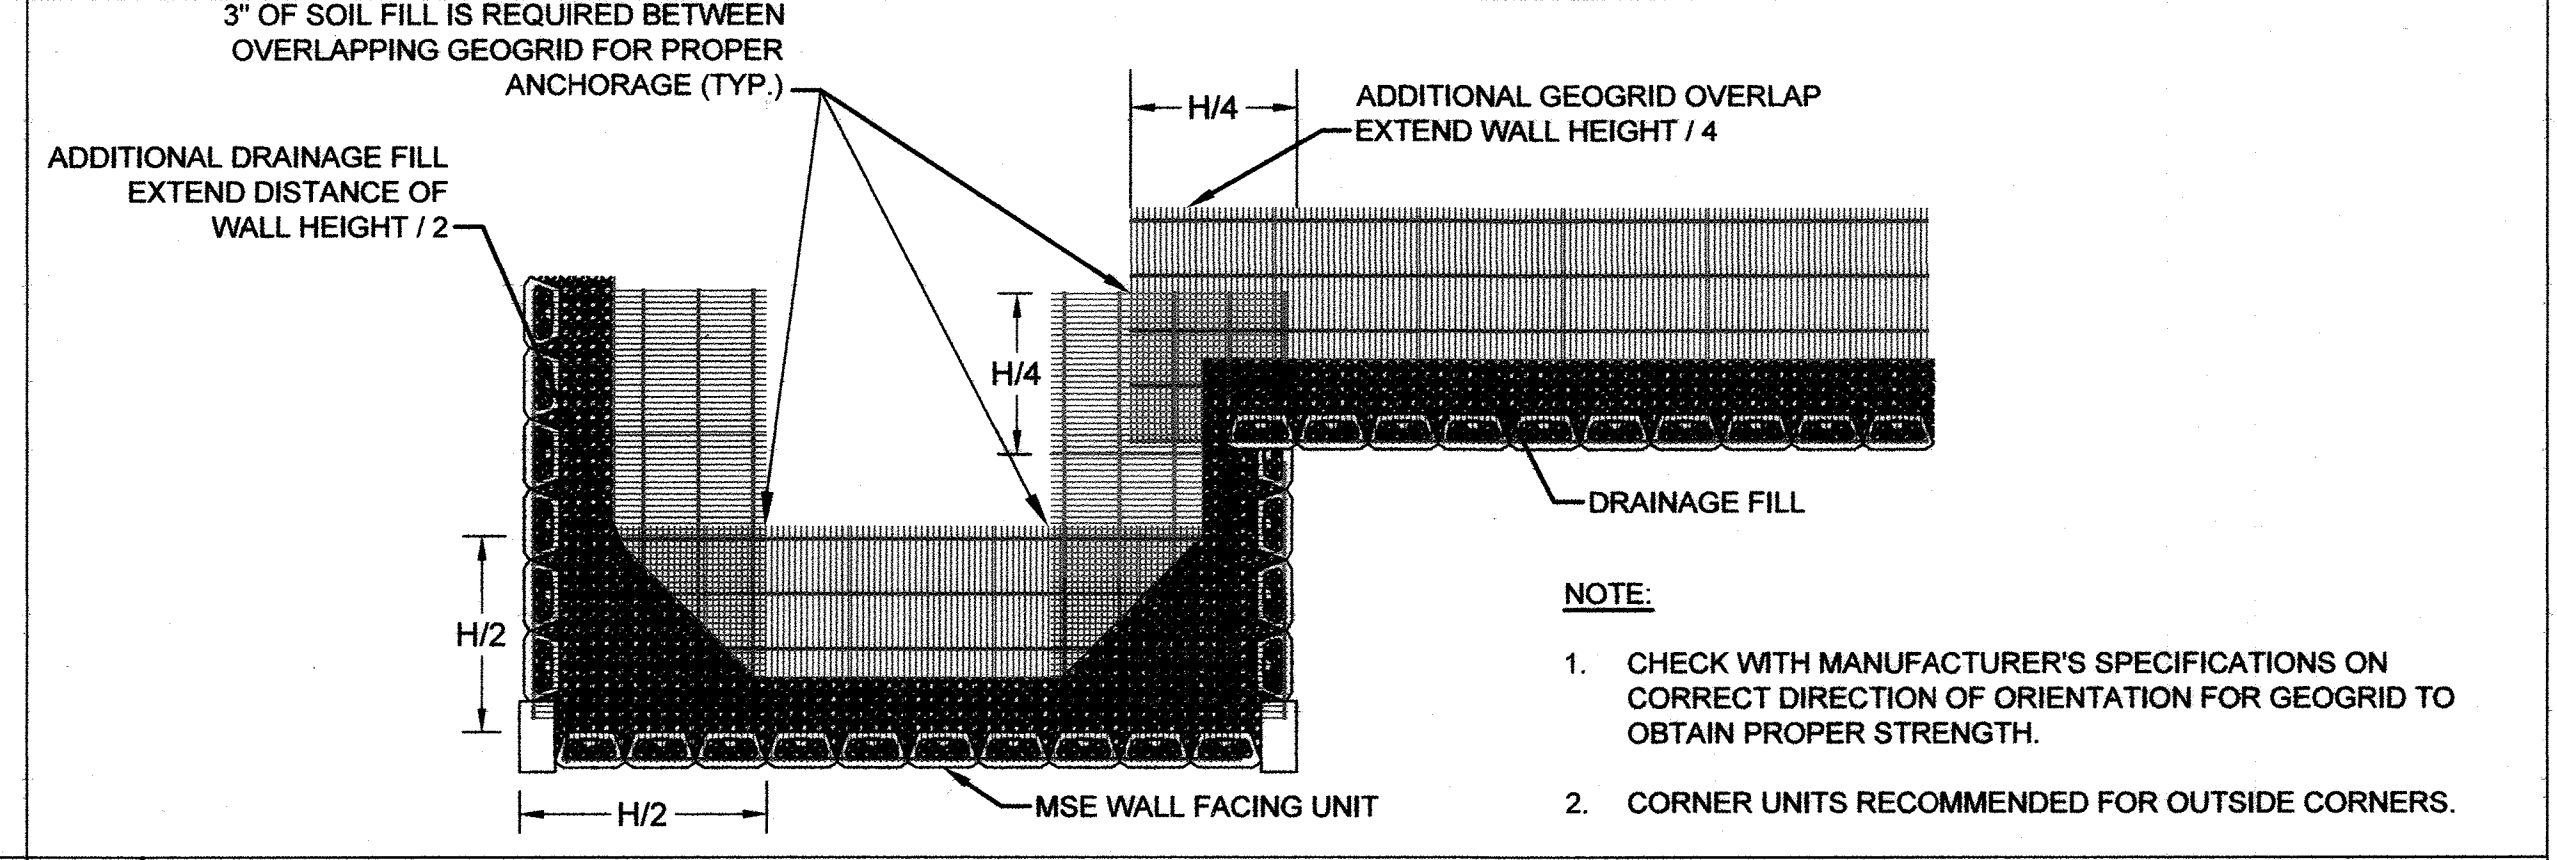 3" OF SOIL FILL IS REQUIRED BETWEEN
OVERLAPPING GEOGRID FOR PROPER
ANCHORAGE (TYP.)
ADDITIONAL DRAINAGE FILL
EXTEND DISTANCE OF
WALL HEIGHT / 2
H/4
ADDITIONAL GEOGRID OVERLAP
EXTEND WALL HEIGHT / 4
H/4
DRAINAGE FILL
H/2
H/2
MSE WALL FACING UNIT
NOTE:
1. CHECK WITH MANUFACTURER'S SPECIFICATIONS ON
CORRECT DIRECTION OF ORIENTATION FOR GEOGRID TO
OBTAIN PROPER STRENGTH.
2. CORNER UNITS RECOMMENDED FOR OUTSIDE CORNERS.